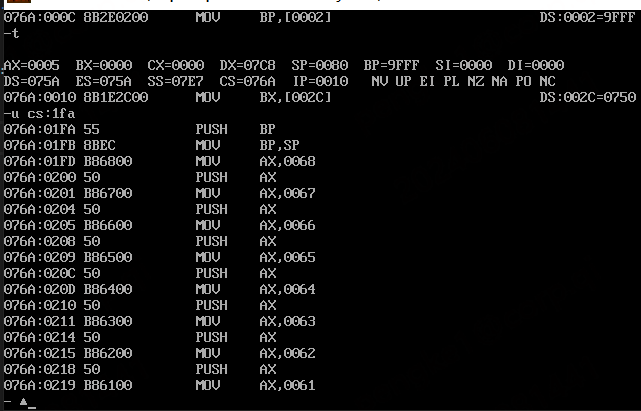 076A:000C 8B2E0200 MOV BP,[0002] DS:0002=9FFF
-t
AX=0005 BX=0000 CX=0000 DX=07C8 SP=0080 BP=9FFF SI=0000 DI=0000
DS=075A ES=075A SS=07E7 CS=076A IP=0010 NV UP EI PL NZ NA PO NC
076A:0010 8B1E2C00 MOV BX,[002C] DS:002C=0750
-u cs:1fa
076A:01FA 55 PUSH BP
076A:01FB 8BEC MOV BP,SP
076A:01FD B86800 MOV AX,0068
076A:0200 50 PUSH AX
076A:0201 B86700 MOV AX,0067
076A:0204 50 PUSH AX
076A:0205 B86600 MOV AX,0066
076A:0208 50 PUSH AX
076A:0209 B86500 MOV AX,0065
076A:020C 50 PUSH AX
076A:020D B86400 MOV AX,0064
076A:0210 50 PUSH AX
076A:0211 B86300 MOV AX,0063
076A:0214 50 PUSH AX
076A:0215 B86200 MOV AX,0062
076A:0218 50 PUSH AX
076A:0219 B86100 MOV AX,0061
- ▲_